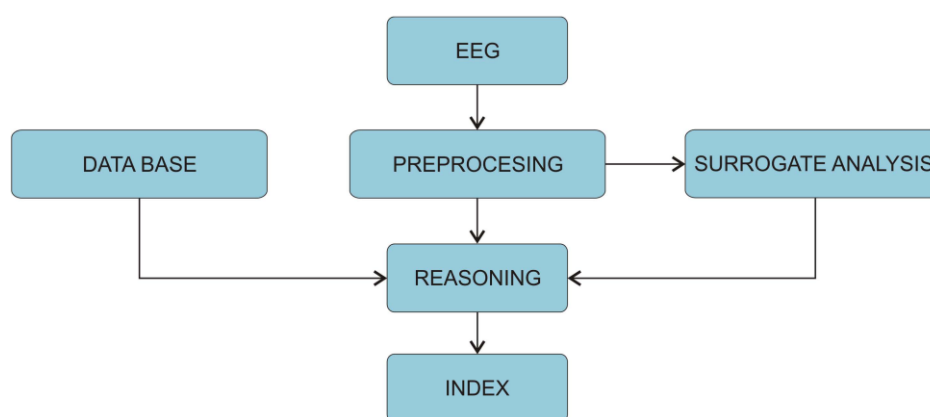 EEG
DATA BASE
PREPROCESING
SURROGATE ANALYSIS
REASONING
INDEX